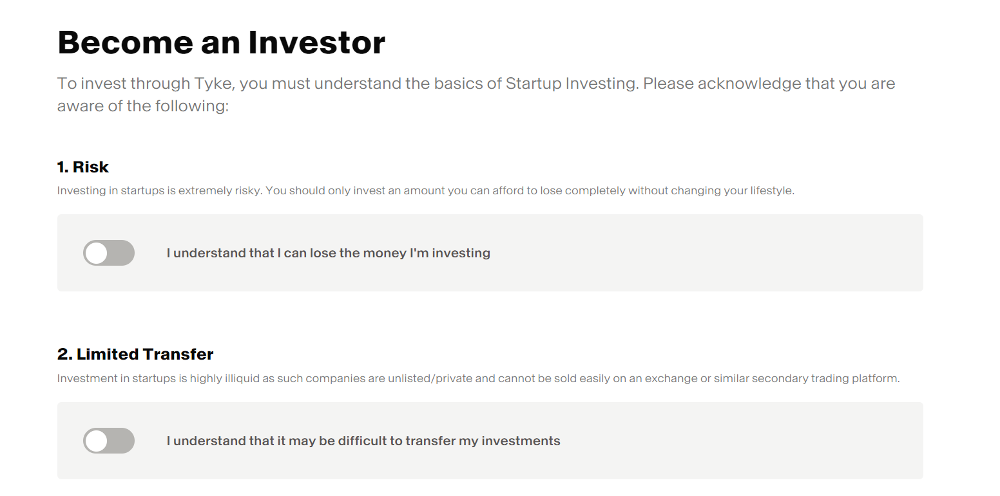 Become an Investor
To invest through Tyke, you must understand the basics of Startup Investing. Please acknowledge that you are
aware of the following:
1. Risk
Investing in startups is extremely risky. You should only invest an amount you can afford to lose completely without changing your lifestyle.
I understand that I can lose the money I'm investing
2. Limited Transfer
Investment in startups is highly illiquid as such companies are unlisted/private and cannot be sold easily on an exchange or similar secondary trading platform.
I understand that it may be difficult to transfer my investments